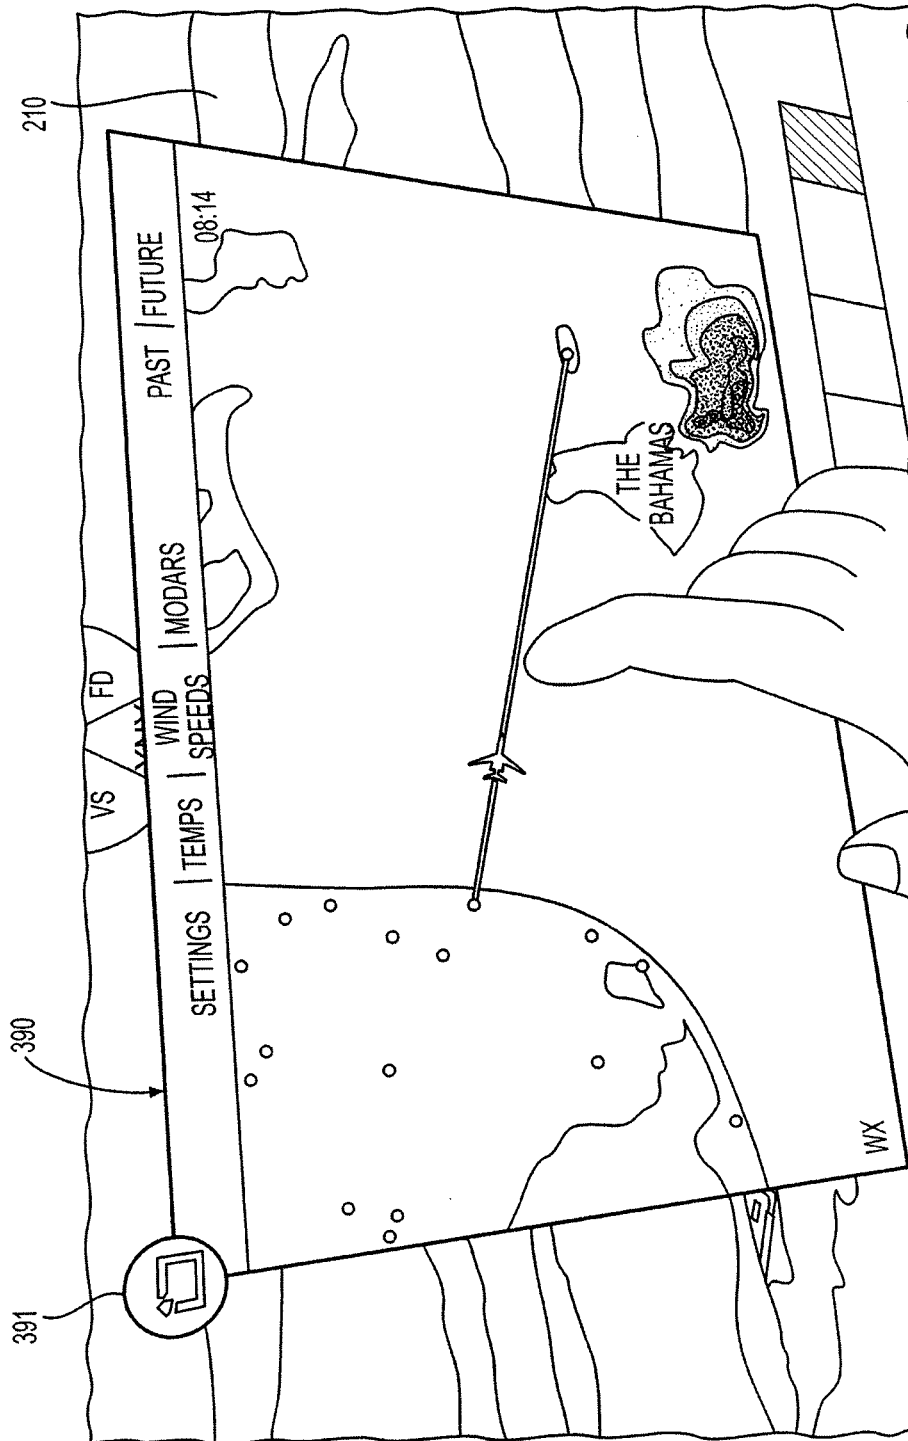 391
390
210
VS
FD
SETTINGS | TEMPS | WIND SPEEDS | MODARS
PAST | FUTURE
08:14
THE
BAHAMAS
WX